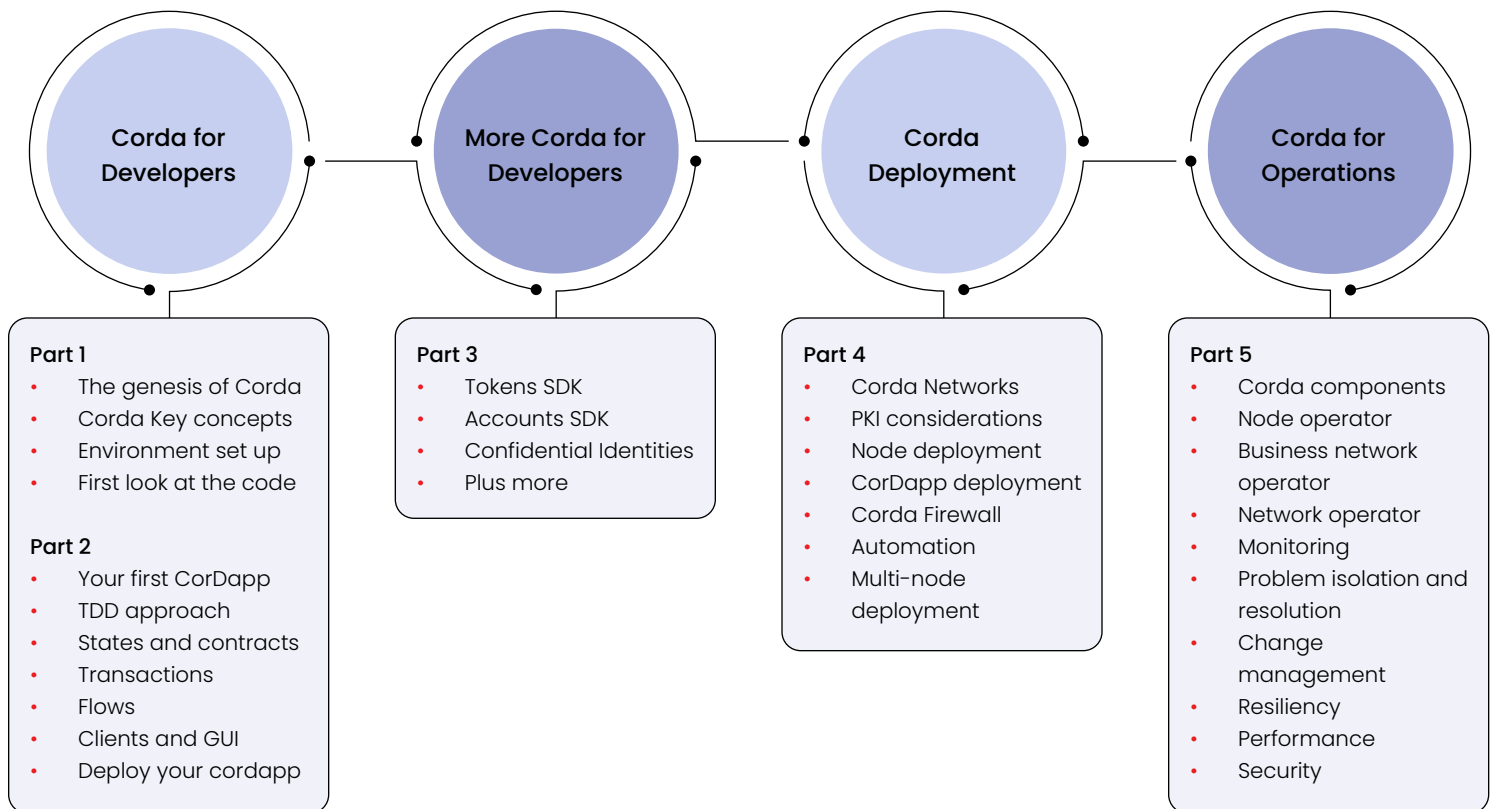 Corda for
Developers
More Corda for
Developers
Corda
Deployment
Corda for
Operations
Part 1
• The genesis of Corda
• Corda Key concepts
• Environment set up
• First look at the code
Part 2
• Your first CorDapp
• TDD approach
• States and contracts
• Transactions
• Flows
• Clients and GUI
• Deploy your cordapp
Part 3
• Tokens SDK
• Accounts SDK
• Confidential Identities
• Plus more
Part 4
• Corda Networks
• PKI considerations
• Node deployment
• CorDapp deployment
• Corda Firewall
• Automation
• Multi-node
deployment
Part 5
• Corda components
• Node operator
• Business network
operator
• Network operator
• Monitoring
• Problem isolation and
resolution
• Change
management
• Resiliency
• Performance
• Security